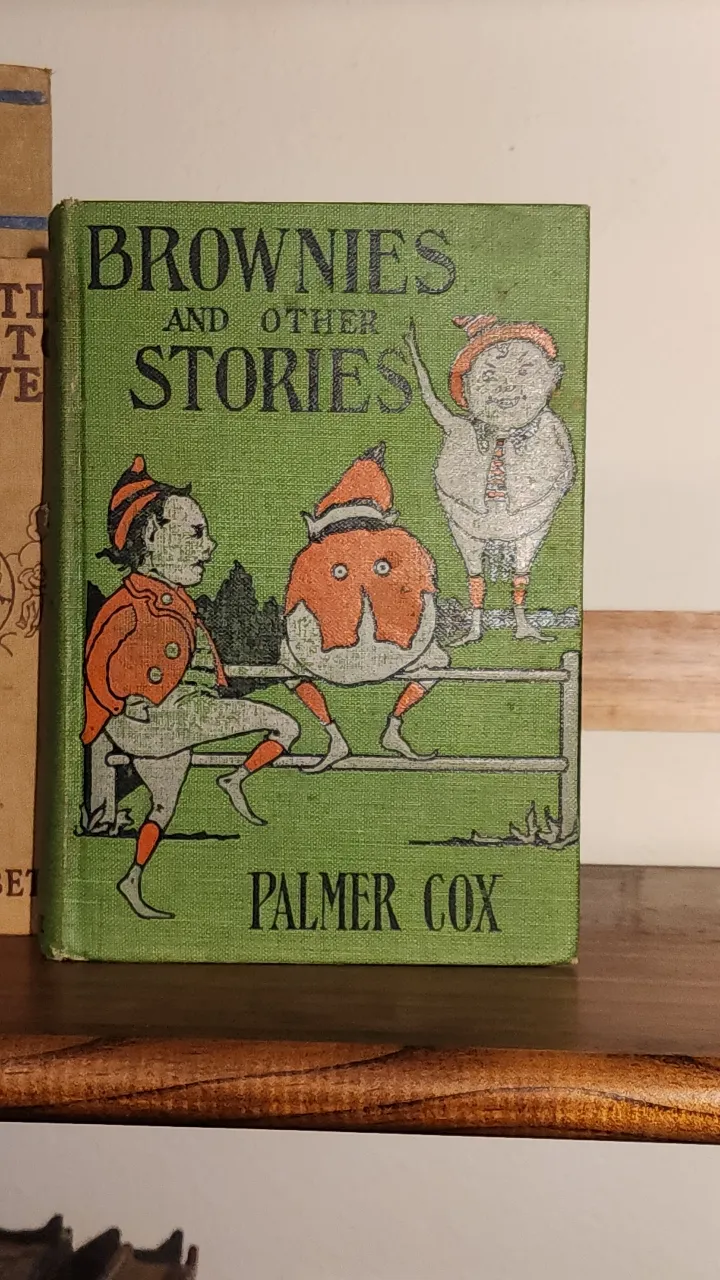 BROWNIES
AND OTHER
STORIES
PALMER COX